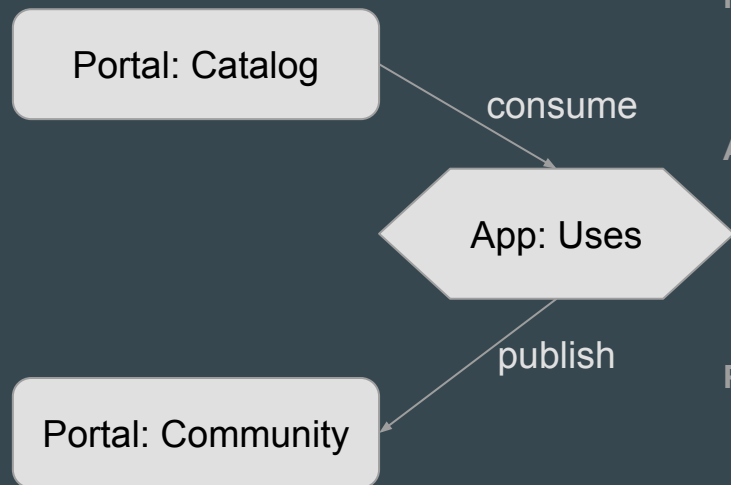 Portal: Catalog
consume
App: Uses
publish
Portal: Community